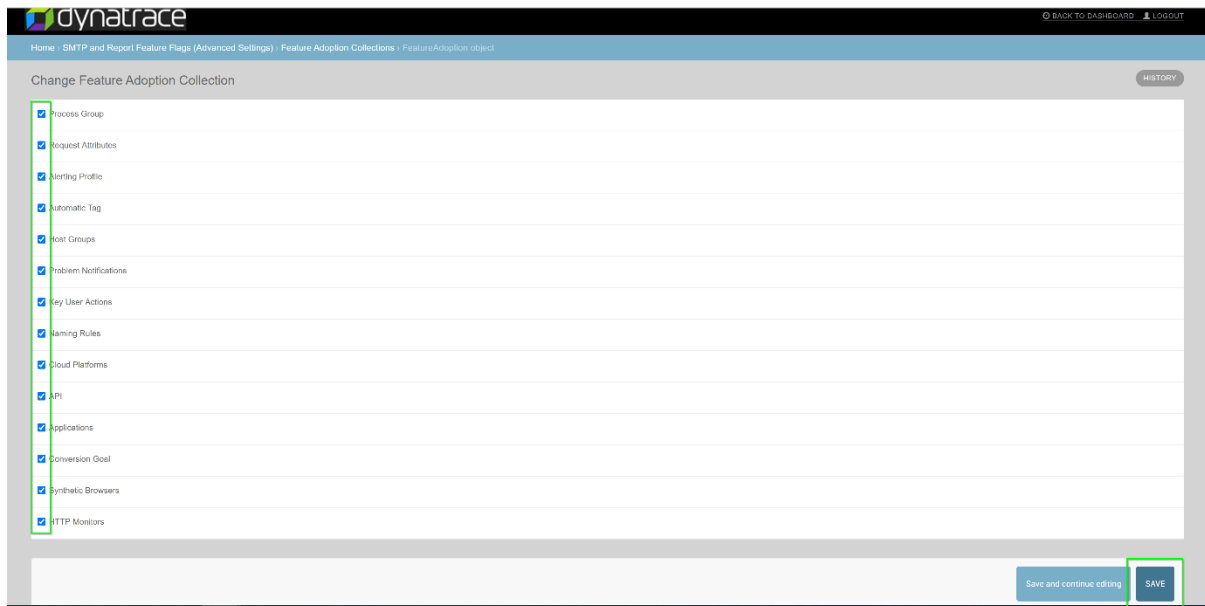 dynatrace
BACK TO DASHBOARD LOGOUT
Home › SMTP and Report Feature Flags (Advanced Settings) › Feature Adoption Collections › FeatureAdoption object
Change Feature Adoption Collection
HISTORY
Process Group
Request Attributes
Alerting Profile
Automatic Tag
Host Groups
Problem Notifications
Key User Actions
Naming Rules
Cloud Platforms
API
Applications
Conversion Goal
Synthetic Browsers
HTTP Monitors
Save and continue editing
SAVE